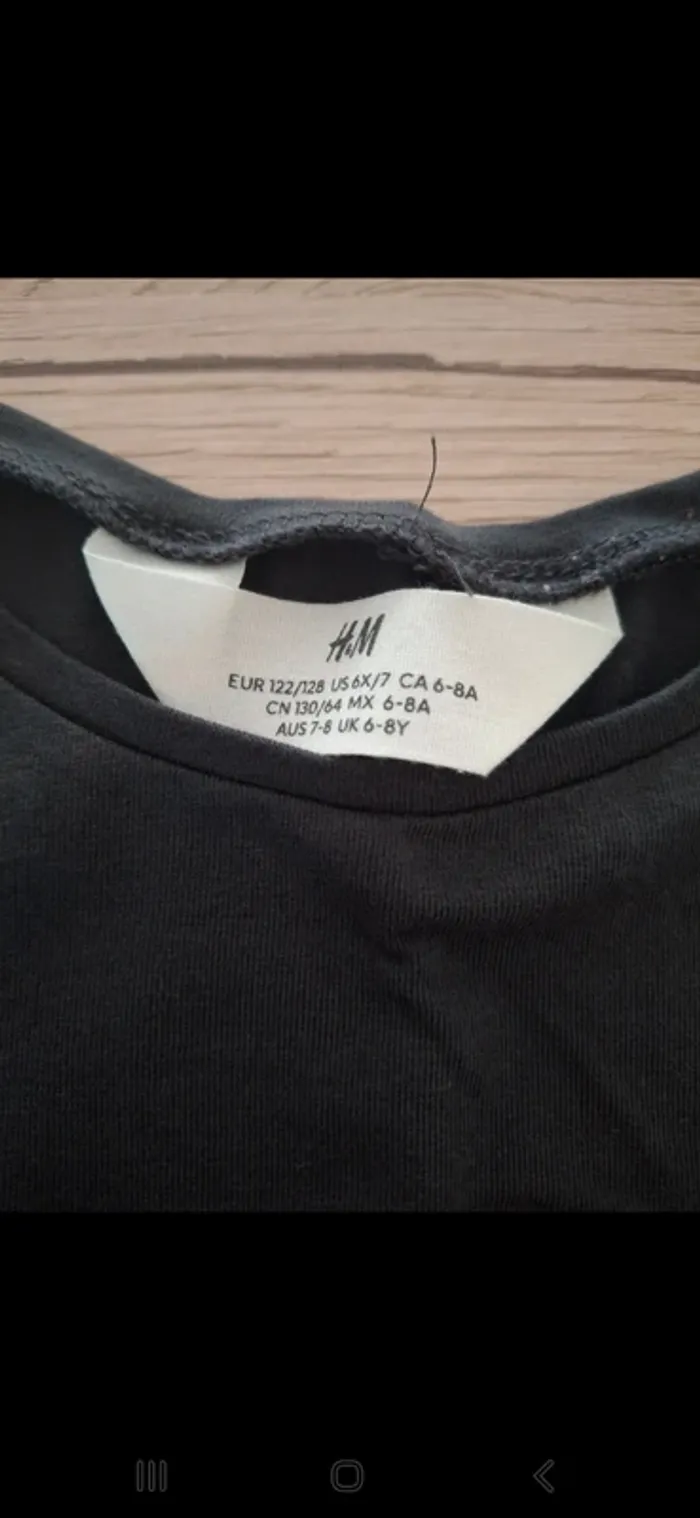 H&M
EUR 122/128 US 6X/7 CA 6-8A
CN 130/64 MX 6-8A
AUS 7-8 UK 6-8Y